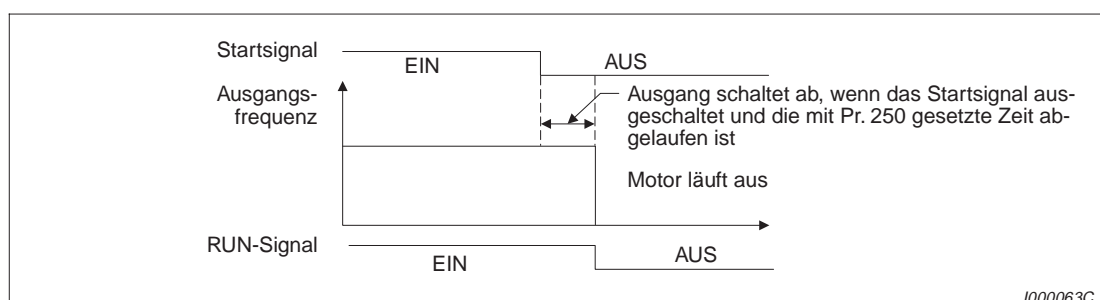 Startsignal
EIN
AUS
Ausgangs-
frequenz
Ausgang schaltet ab, wenn das Startsignal aus-
geschaltet und die mit Pr. 250 gesetzte Zeit ab-
gelaufen ist
Motor läuft aus
RUN-Signal
EIN
AUS
I000063C